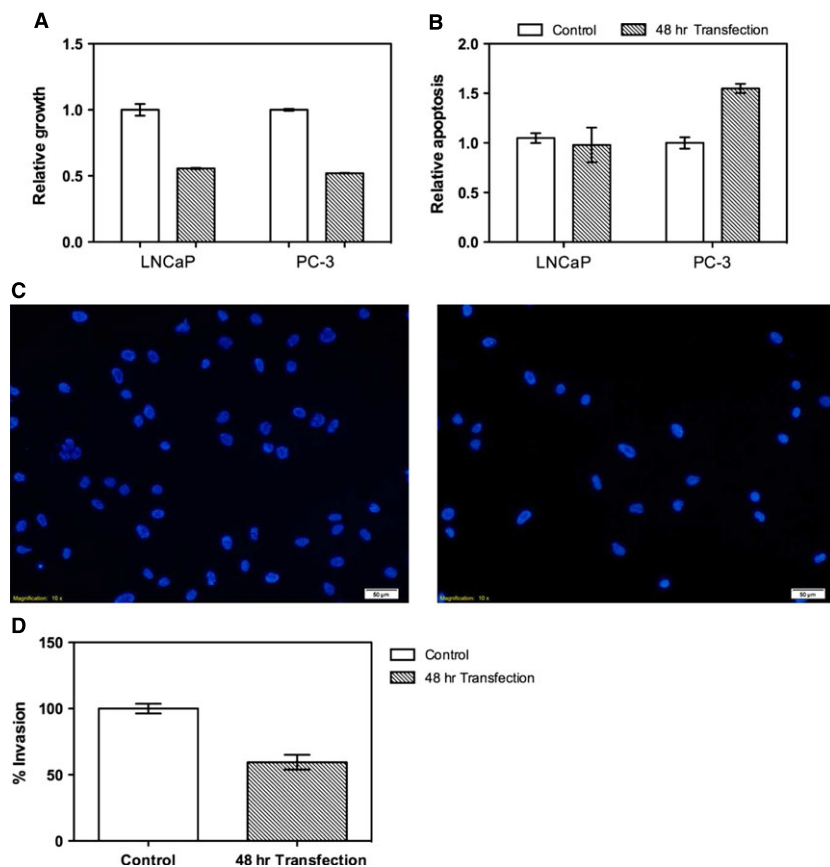 A
Relative growth
1.5
1.0
0.5
0.0
LNCaP PC-3
B
Control 48 hr Transfection
Relative apoptosis
2.0
1.5
1.0
0.5
0.0
LNCaP PC-3
C
Magnification: 10 x
50 µm
Magnification: 10 x
50 µm
D
% Invasion
150
100
50
0
Control 48 hr Transfection
Control
48 hr Transfection